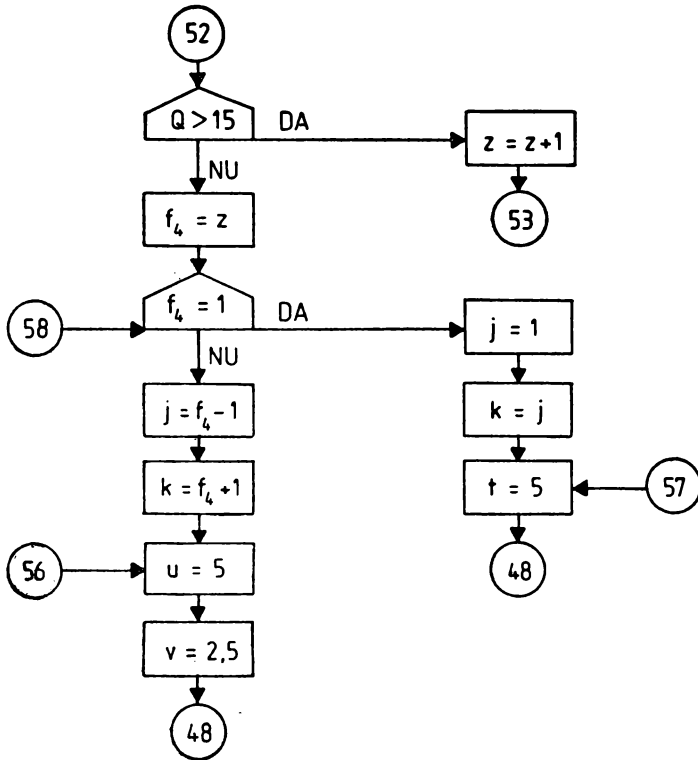 52
Q > 15
DA
z = z+1
NU
53
f₄ = z
58
f₄ = 1
DA
j = 1
NU
j = f₄ - 1
k = j
k = f₄ + 1
t = 5
57
56
u = 5
48
v = 2,5
48